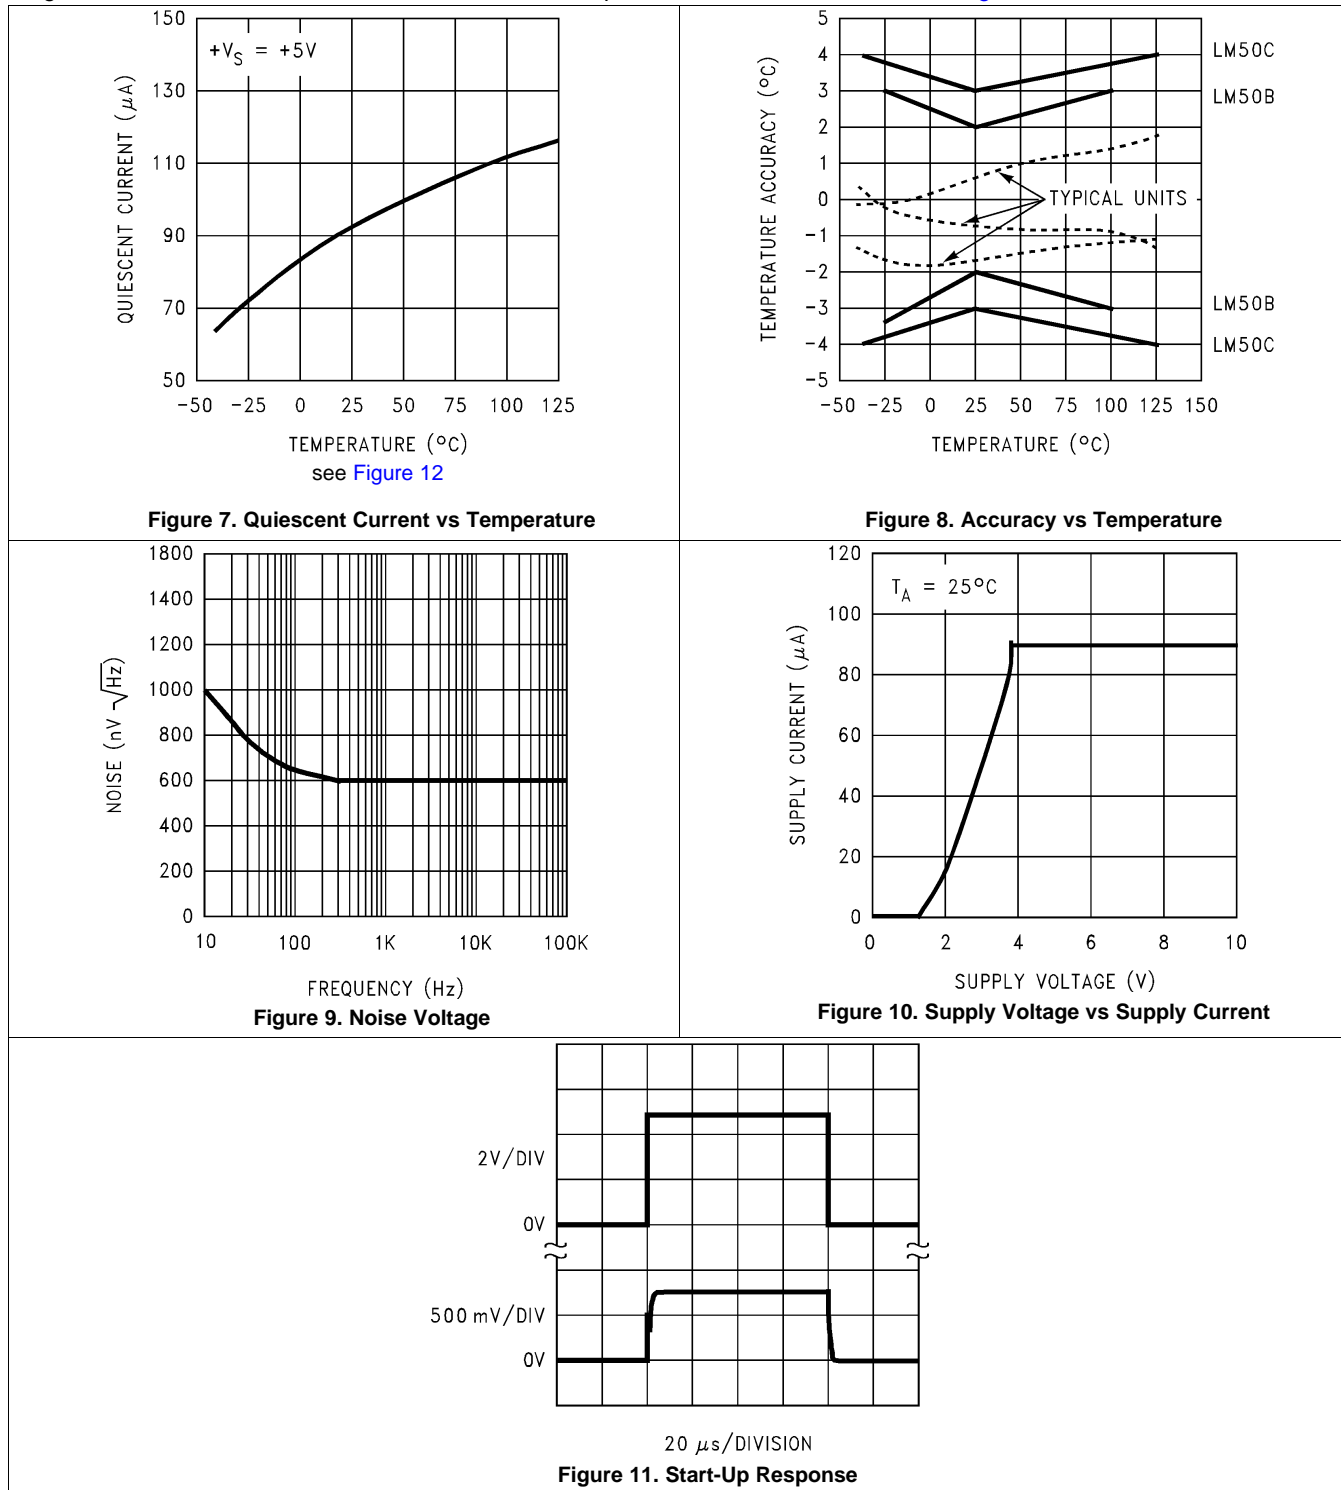 150
130
110
90
70
50
QUIESCENT CURRENT (μA)
+VS = +5V
-50 -25 0 25 50 75 100 125
TEMPERATURE (°C)
see Figure 12
Figure 7. Quiescent Current vs Temperature
5
4
3
2
1
0
-1
-2
-3
-4
-5
TEMPERATURE ACCURACY (°C)
LM50C
LM50B
TYPICAL UNITS
LM50B
LM50C
-50 -25 0 25 50 75 100 125 150
TEMPERATURE (°C)
Figure 8. Accuracy vs Temperature
1800
1400
1200
1000
800
600
400
200
0
NOISE (nV -√Hz)
10 100 1K 10K 100K
FREQUENCY (Hz)
Figure 9. Noise Voltage
120
100
80
60
40
20
0
SUPPLY CURRENT (μA)
TA = 25°C
0 2 4 6 8 10
SUPPLY VOLTAGE (V)
Figure 10. Supply Voltage vs Supply Current
2V/DIV
0V
500 mV/DIV
0V
20 μs/DIVISION
Figure 11. Start-Up Response